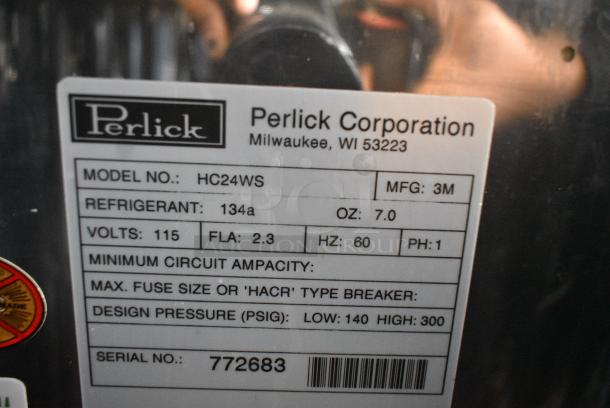 Perlick
Perlick Corporation
Milwaukee, WI 53223
MODEL NO.: HC24WS MFG: 3M
REFRIGERANT: 134a OZ: 7.0
VOLTS: 115 FLA: 2.3 HZ: 60 PH: 1
MINIMUM CIRCUIT AMPACITY:
MAX. FUSE SIZE OR 'HACR' TYPE BREAKER:
DESIGN PRESSURE (PSIG): LOW: 140 HIGH: 300
SERIAL NO.: 772683